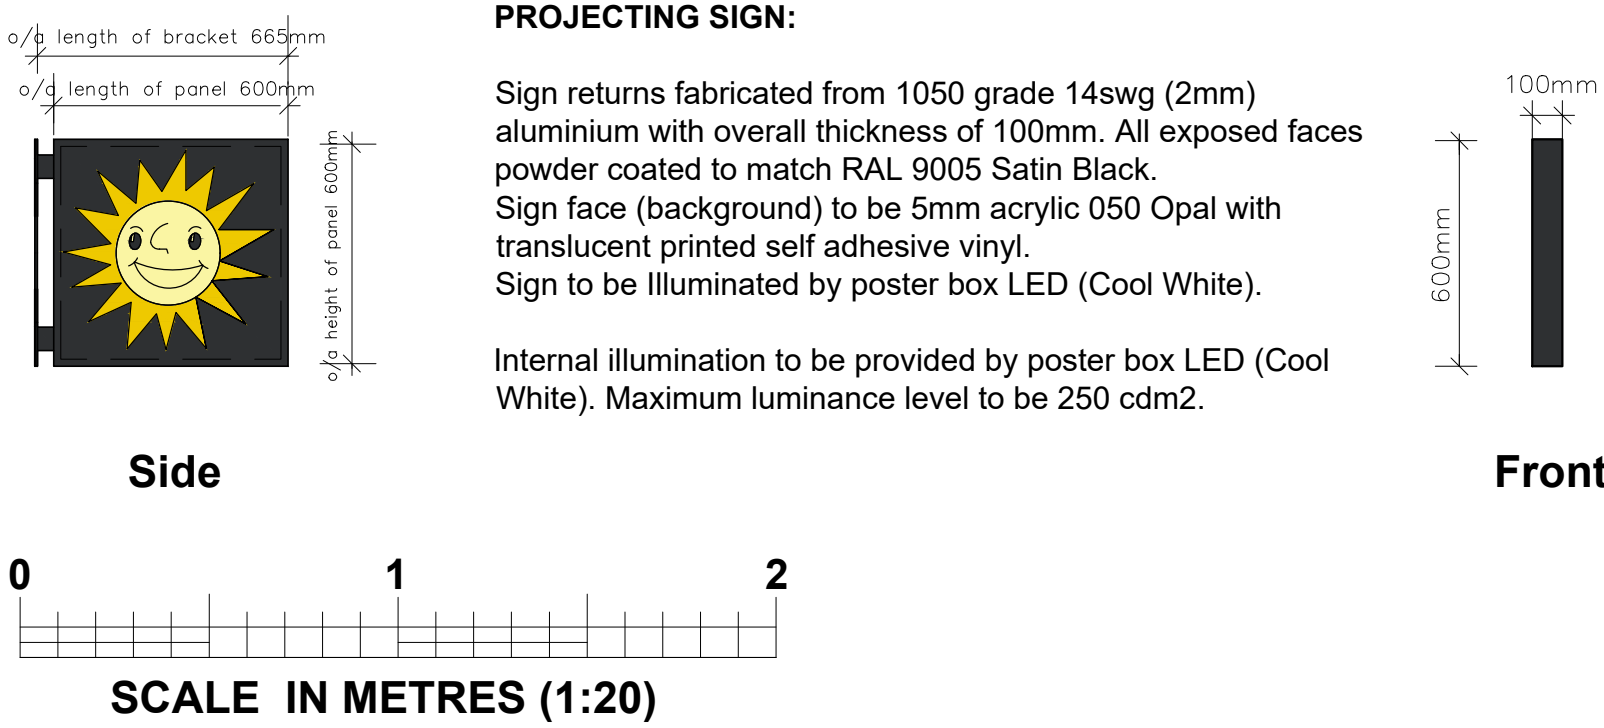 o/a length of bracket 665mm
o/a length of panel 600mm
o/a height of panel 600mm
Side
PROJECTING SIGN:
Sign returns fabricated from 1050 grade 14swg (2mm)
aluminium with overall thickness of 100mm. All exposed faces
powder coated to match RAL 9005 Satin Black.
Sign face (background) to be 5mm acrylic 050 Opal with
translucent printed self adhesive vinyl.
Sign to be Illuminated by poster box LED (Cool White).
Internal illumination to be provided by poster box LED (Cool
White). Maximum luminance level to be 250 cdm2.
100mm
600mm
Front
0 1 2
SCALE IN METRES (1:20)